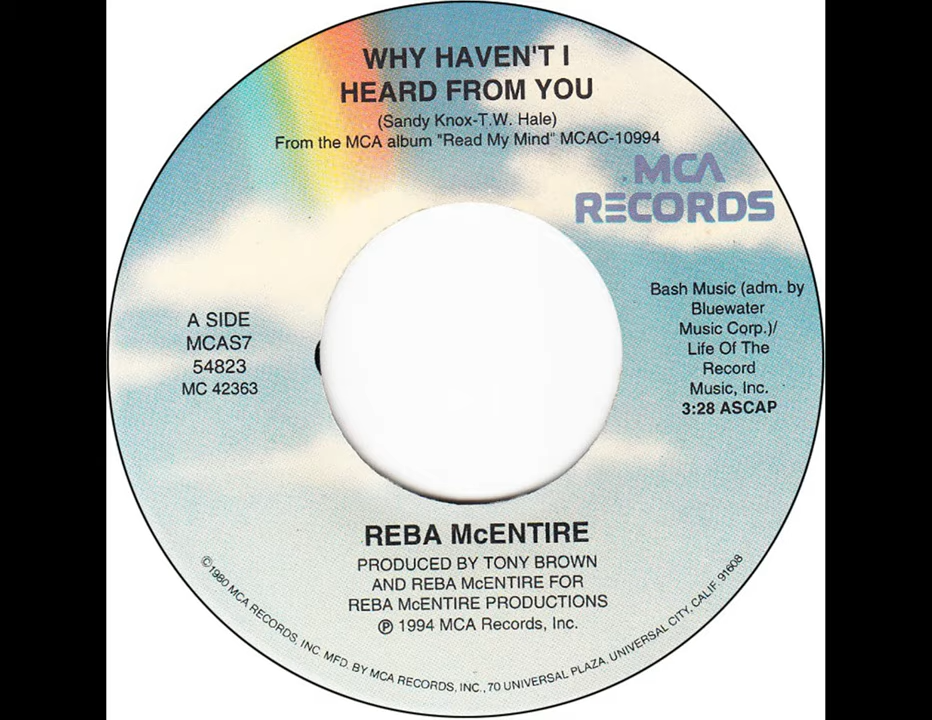 WHY HAVEN'T I
HEARD FROM YOU
(Sandy Knox-T.W. Hale)
From the MCA album "Read My Mind" MCAC-10994
MCA
RECORDS
A SIDE
MCAS7
54823
MC 42363
Bash Music (adm. by
Bluewater
Music Corp.)/
Life Of The
Record
Music, Inc.
3:28 ASCAP
REBA McENTIRE
PRODUCED BY TONY BROWN
AND REBA McENTIRE FOR
REBA McENTIRE PRODUCTIONS
℗ 1994 MCA Records, Inc.
©1980 MCA RECORDS, INC. MFD. BY MCA RECORDS, INC., 70 UNIVERSAL PLAZA, UNIVERSAL CITY, CALIF. 91608